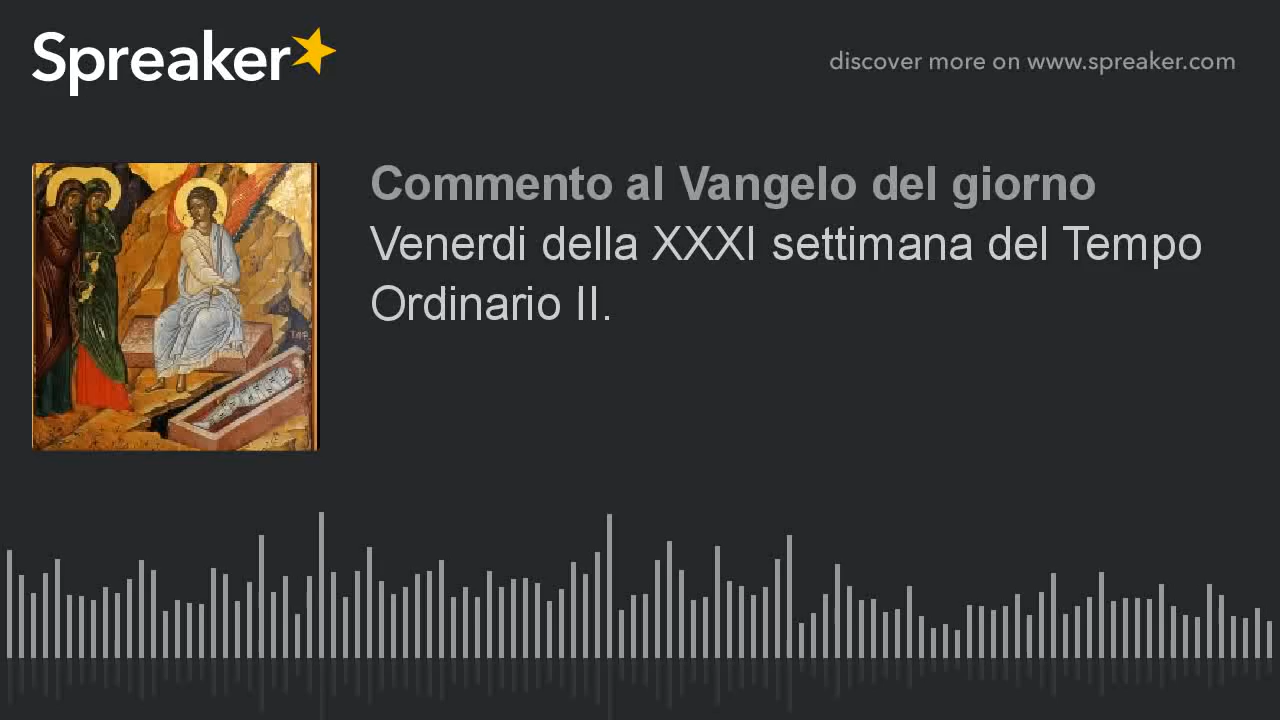 Spreaker
discover more on www.spreaker.com
Commento al Vangelo del giorno
Venerdi della XXXI settimana del Tempo
Ordinario II.